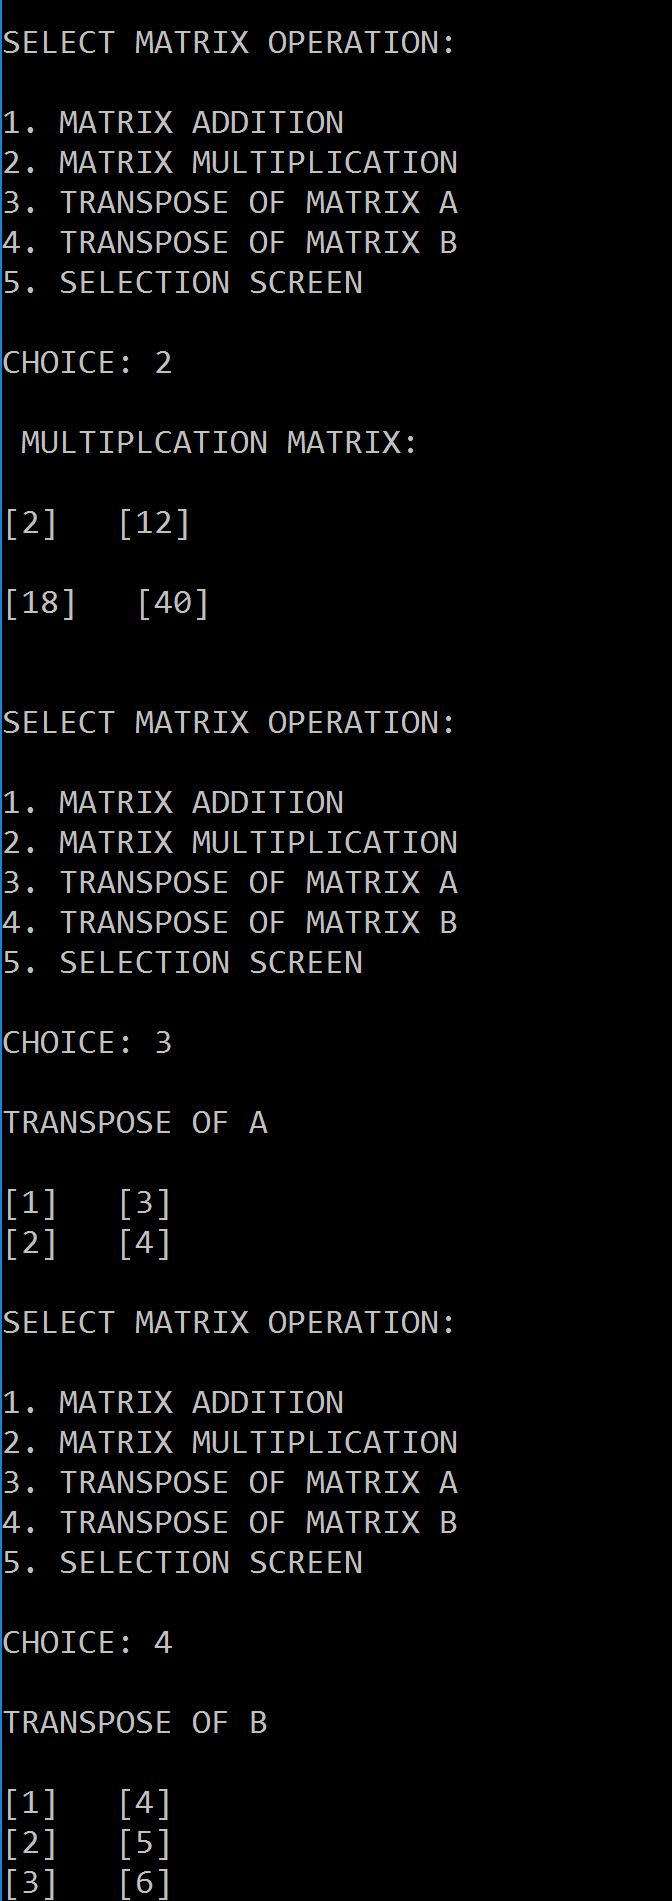 SELECT MATRIX OPERATION:
1. MATRIX ADDITION
2. MATRIX MULTIPLICATION
3. TRANSPOSE OF MATRIX A
4. TRANSPOSE OF MATRIX B
5. SELECTION SCREEN
CHOICE: 2
MULTIPLCATION MATRIX:
[2] [12]
[18] [40]
SELECT MATRIX OPERATION:
1. MATRIX ADDITION
2. MATRIX MULTIPLICATION
3. TRANSPOSE OF MATRIX A
4. TRANSPOSE OF MATRIX B
5. SELECTION SCREEN
CHOICE: 3
TRANSPOSE OF A
[1] [3]
[2] [4]
SELECT MATRIX OPERATION:
1. MATRIX ADDITION
2. MATRIX MULTIPLICATION
3. TRANSPOSE OF MATRIX A
4. TRANSPOSE OF MATRIX B
5. SELECTION SCREEN
CHOICE: 4
TRANSPOSE OF B
[1] [4]
[2] [5]
[3] [6]